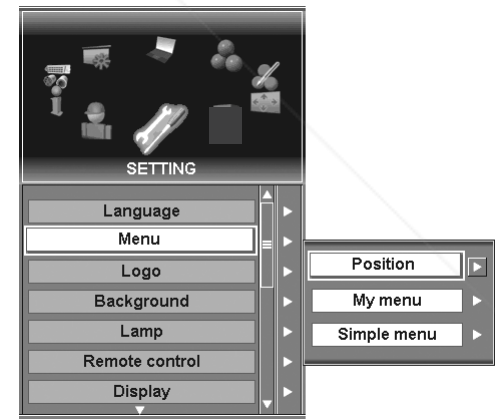 SETTING
Language
Menu
Logo
Background
Lamp
Remote control
Display
Position
My menu
Simple menu